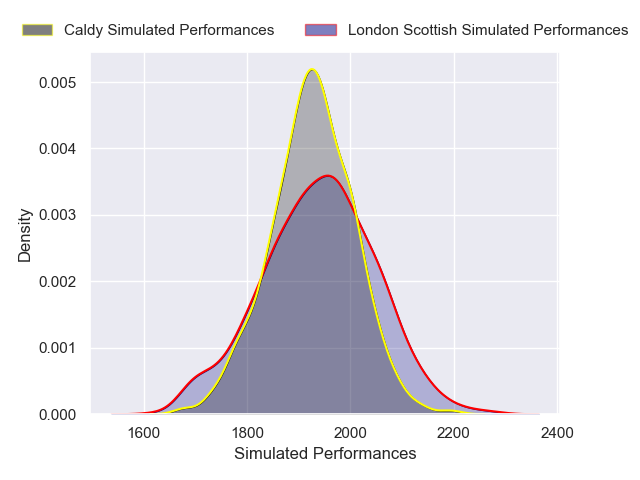 Caldy Simulated Performances London Scottish Simulated Performances
0.005
0.004
0.003
0.002
0.001
0.000
Density
1600 1800 2000 2200 2400
Simulated Performances